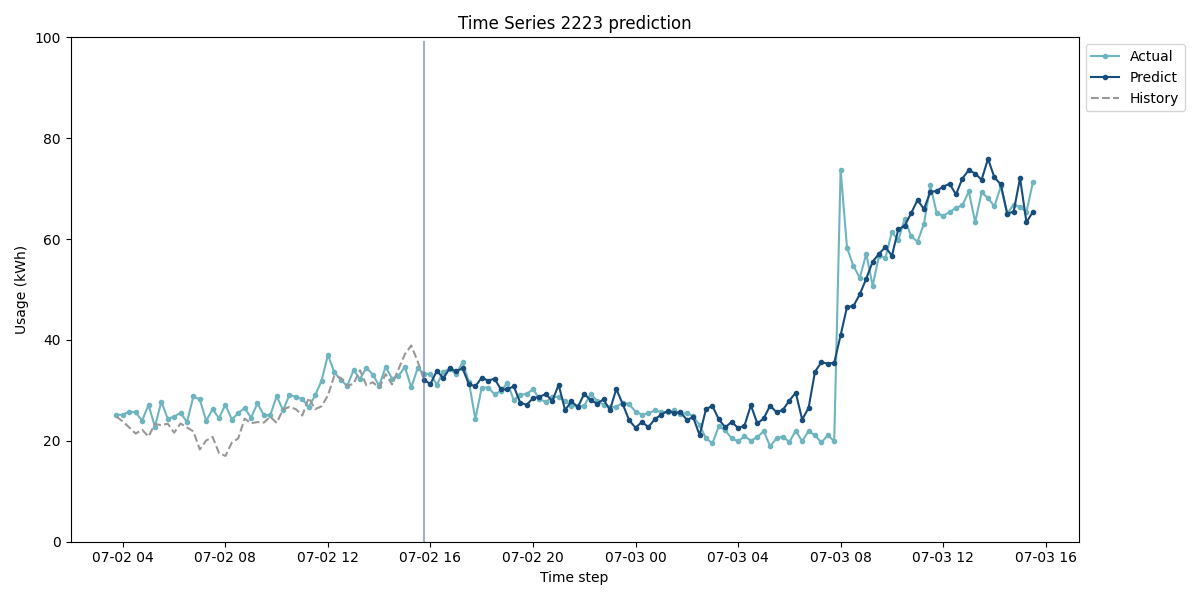 Time Series 2223 prediction
100
80
60
40
20
0
Usage (kWh)
07-02 04
07-02 08
07-02 12
07-02 16
07-02 20
07-03 00
07-03 04
07-03 08
07-03 12
07-03 16
Time step
Actual
Predict
History